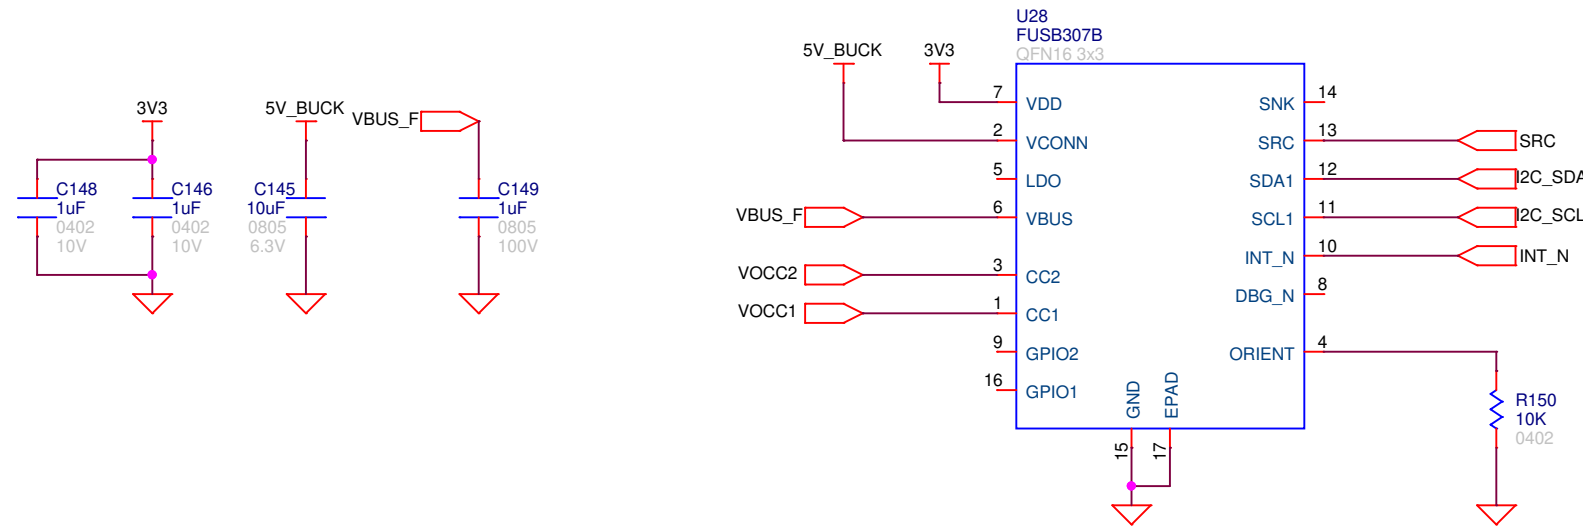 3V3
C148
1uF
0402
10V
C146
1uF
0402
10V
5V_BUCK
C145
10uF
0805
6.3V
VBUS_F
C149
1uF
0805
100V
U28
FUSB307B
QFN16 3x3
5V_BUCK
3V3
7 VDD
2 VCONN
5 LDO
VBUS_F 6 VBUS
VOCC2 3 CC2
VOCC1 1 CC1
9 GPIO2
16 GPIO1
SNK 14
SRC 13 SRC
SDA1 12 I2C_SDA
SCL1 11 I2C_SCL
INT_N 10 INT_N
DBG_N 8
ORIENT 4
GND 15
EPAD 17
R150
10K
0402